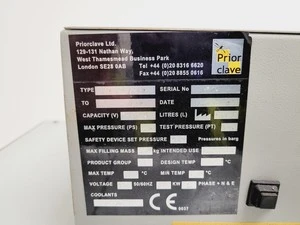 Priorclave Ltd.
129-131 Nathan Way,
West Thamesmead Business Park
London SE28 0AB
Tel +44 (0)20 8316 6620
Fax +44 (0)20 8855 0616
Prior
clave
TYPE SERIAL No
TO DATE
CAPACITY (V) LITRES (L)
MAX PRESSURE (PS) TEST PRESSURE (PT)
SAFETY DEVICE SET PRESSURE Pressures in barg
MAX FILLING MASS kg INTENDED USE
PRODUCT GROUP DESIGN TEMP °C
MAX TEMP °C MIN TEMP °C
VOLTAGE 50/60HZ KW PHASE + N & E
COOLANTS CE